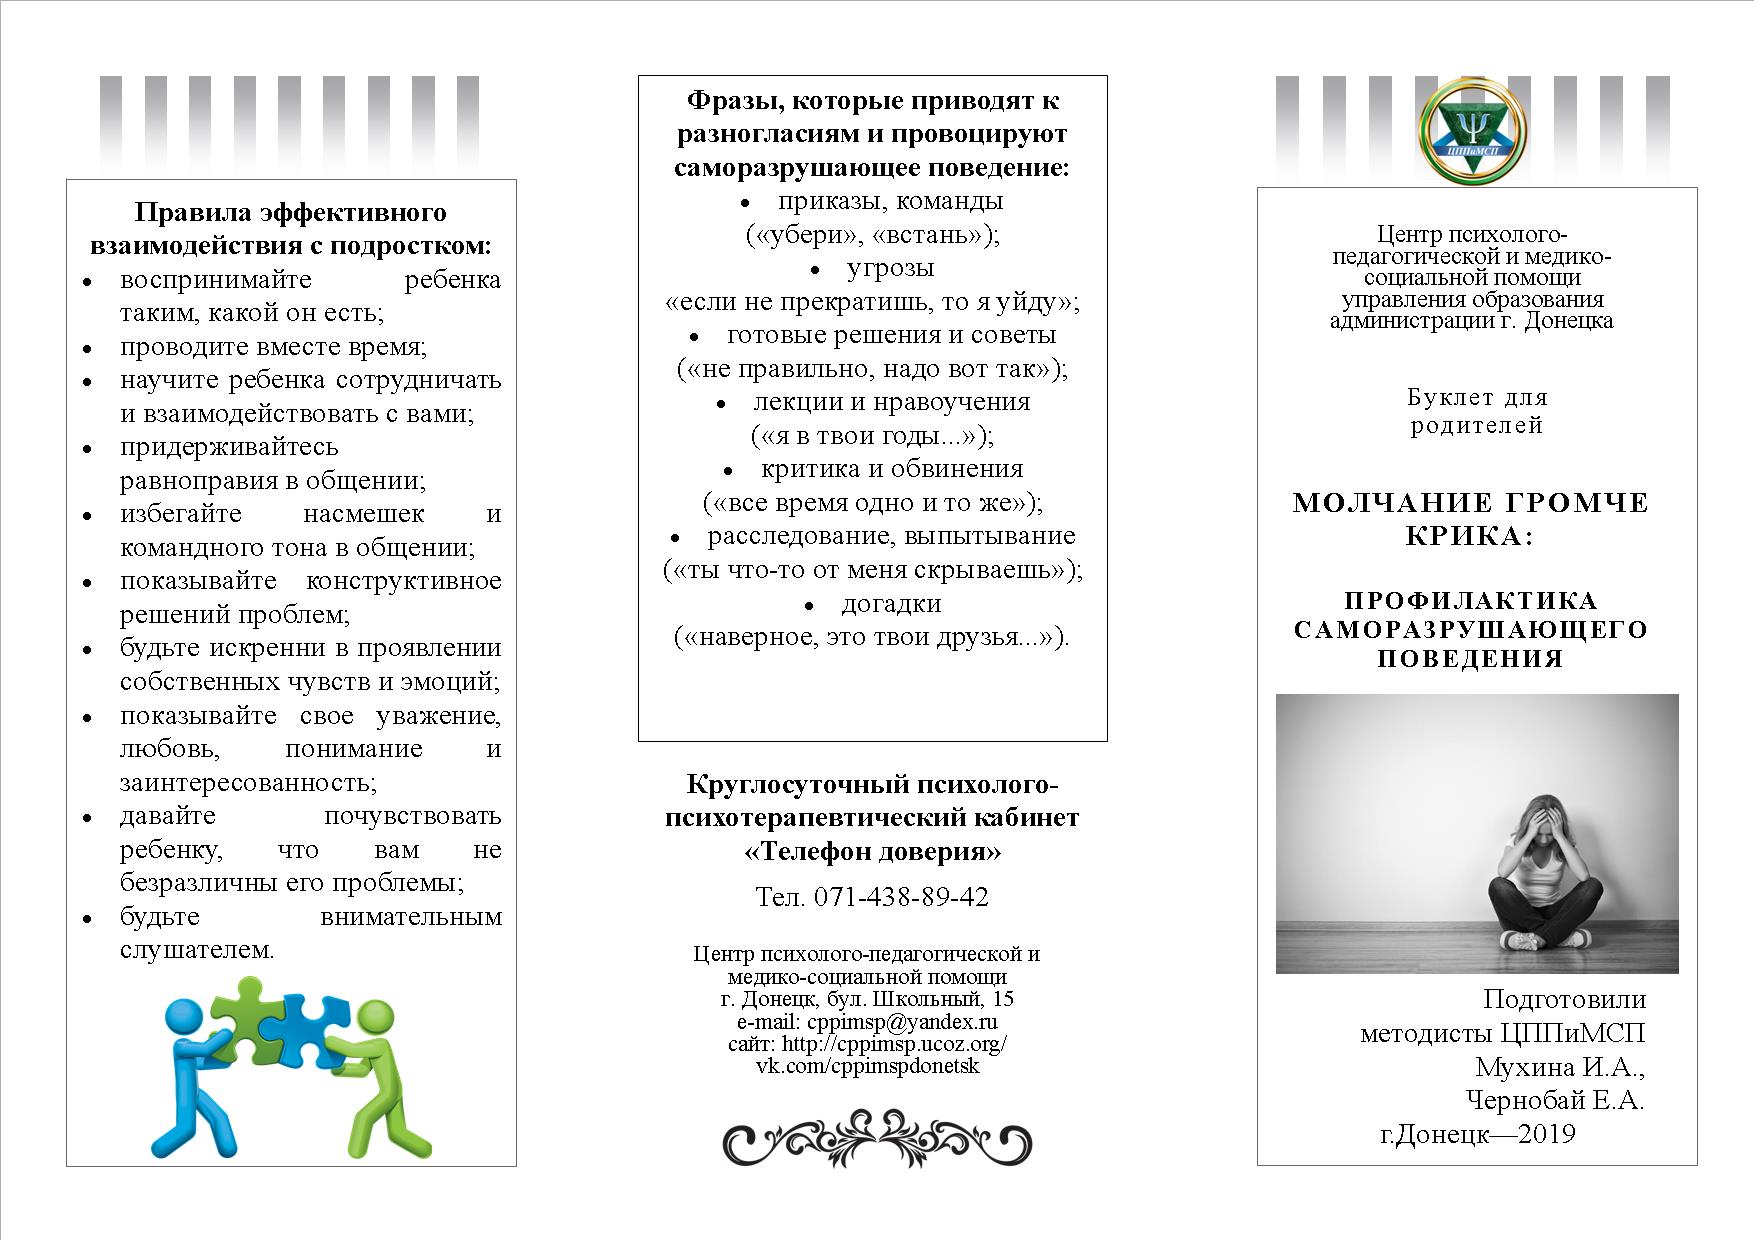 Правила эффективного
взаимодействия с подростком:
• воспринимайте ребенка
таким, какой он есть;
• проводите вместе время;
• научите ребенка сотрудничать
и взаимодействовать с вами;
• придерживайтесь
равноправия в общении;
• избегайте насмешек и
командного тона в общении;
• показывайте конструктивное
решений проблем;
• будьте искренни в проявлении
собственных чувств и эмоций;
• показывайте свое уважение,
любовь, понимание и
заинтересованность;
• давайте почувствовать
ребенку, что вам не
безразличны его проблемы;
• будьте внимательным
слушателем.
Фразы, которые приводят к
разногласиям и провоцируют
саморазрушающее поведение:
• приказы, команды
(«убери», «встань»);
• угрозы
«если не прекратишь, то я уйду»;
• готовые решения и советы
(«не правильно, надо вот так»);
• лекции и нравоучения
(«я в твои годы...»);
• критика и обвинения
(«все время одно и то же»);
• расследование, выпытывание
(«ты что-то от меня скрываешь»);
• догадки
(«наверное, это твои друзья...»).
Круглосуточный психолого-
психотерапевтический кабинет
«Телефон доверия»
Тел. 071-438-89-42
Центр психолого-педагогической и
медико-социальной помощи
г. Донецк, бул. Школьный, 15
e-mail: cppimsp@yandex.ru
сайт: http://cppimsp.ucoz.org/
vk.com/cppimspdonetsk
Ψ
ЦППиМСП
Центр психолого-
педагогической и медико-
социальной помощи
управления образования
администрации г. Донецка
Буклет для
родителей
МОЛЧАНИЕ ГРОМЧЕ
КРИКА:
ПРОФИЛАКТИКА
САМОРАЗРУШАЮЩЕГО
ПОВЕДЕНИЯ
Подготовили
методисты ЦППиМСП
Мухина И.А.,
Чернобай Е.А.
г.Донецк—2019